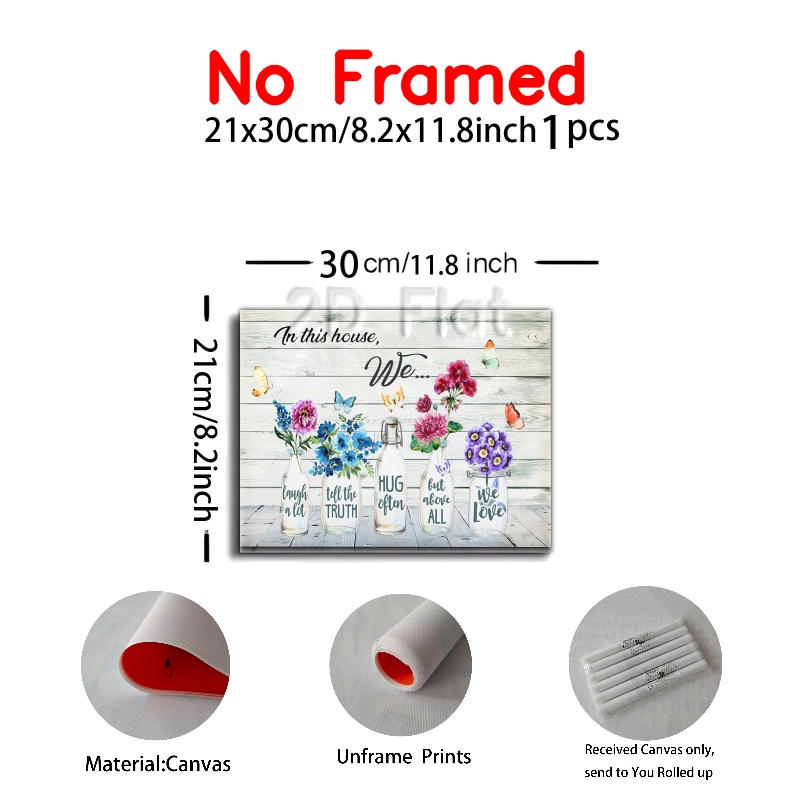 No Framed
21x30cm/8.2x11.8inch 1 pcs
30 cm/11.8 inch
2D Flat
21cm/8.2inch
In this house,
We...
laugh
a lot
tell the
TRUTH
HUG
often
but
above
ALL
we
LOVE
Material:Canvas
Unframe Prints
Received Canvas only,
send to You Rolled up